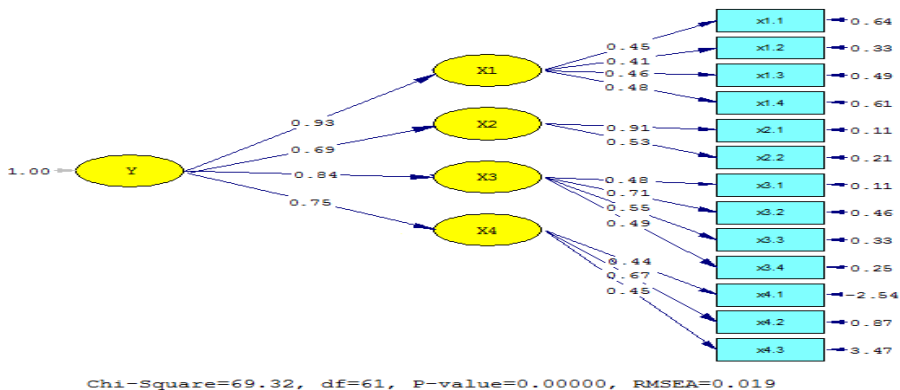 x1.1 0.64
0.45
x1.2 0.33
0.41
X1 0.46 x1.3 0.49
0.48
x1.4 0.61
0.93
X2 0.91 x2.1 0.11
0.69 0.53
x2.2 0.21
1.00 Y 0.84 X3 0.48 x3.1 0.11
0.71
0.75 0.55 x3.2 0.46
0.49
X4 x3.3 0.33
0.44 x3.4 0.25
0.67
0.45 x4.1 -2.54
x4.2 0.87
x4.3 3.47
Chi-Square=69.32, df=61, P-value=0.00000, RMSEA=0.019